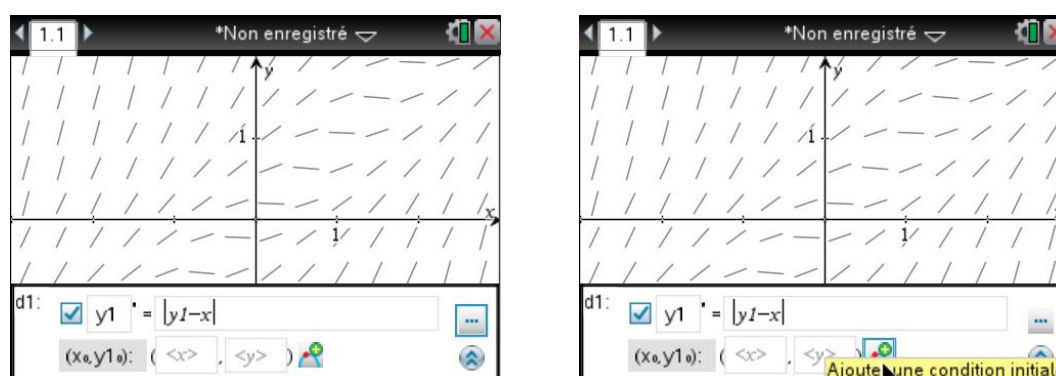 1.1 *Non enregistré
y
1
1
x
d1: y1 ' = |y1-x|
(x₀,y1₀): ( <x> , <y> )
1.1 *Non enregistré
y
1
1
d1: y1 ' = |y1-x|
(x₀,y1₀): ( <x> , <y> )
Ajoute une condition initial